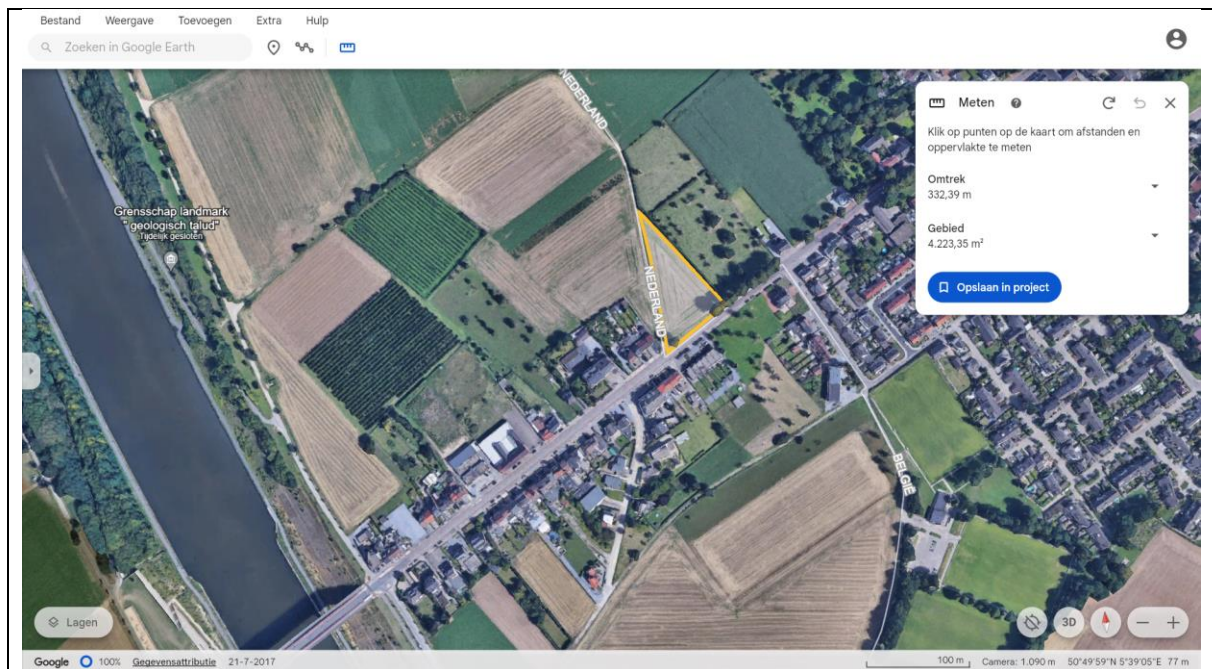 Bestand Weergave Toevoegen Extra Hulp
Zoeken in Google Earth
NEDERLAND
Meten
Klik op punten op de kaart om afstanden en
oppervlakte te meten
Omtrek
332,39 m
Gebied
4.223,35 m²
Opslaan in project
Grensschap landmark
" geologisch talud"
Tijdelijk gesloten
NEDERLAND
BELGIË
Lagen
3D
Google 100% Gegevensattributie 21-7-2017 100 m Camera: 1.090 m 50°49'59"N 5°39'05"E 77 m